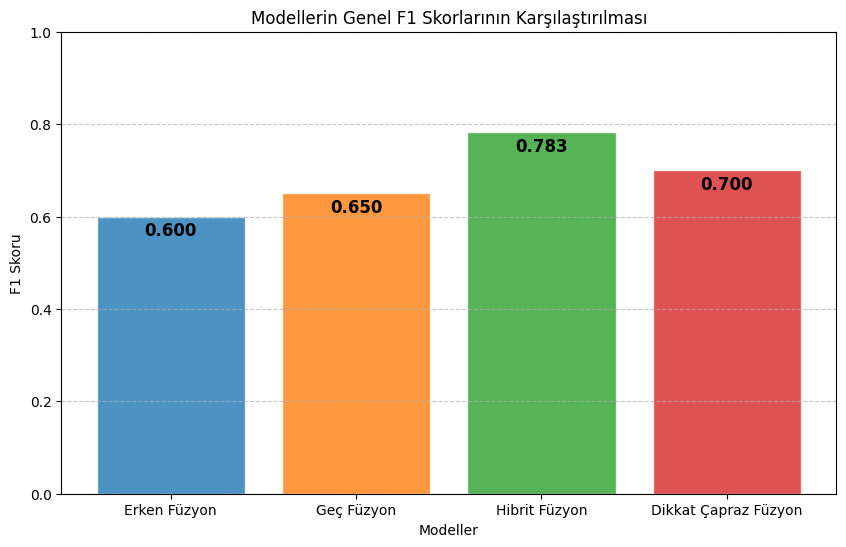 Modellerin Genel F1 Skorlarının Karşılaştırılması
F1 Skoru
1.0
0.8
0.6
0.4
0.2
0.0
0.600
0.650
0.783
0.700
Erken Füzyon
Geç Füzyon
Hibrit Füzyon
Dikkat Çapraz Füzyon
Modeller